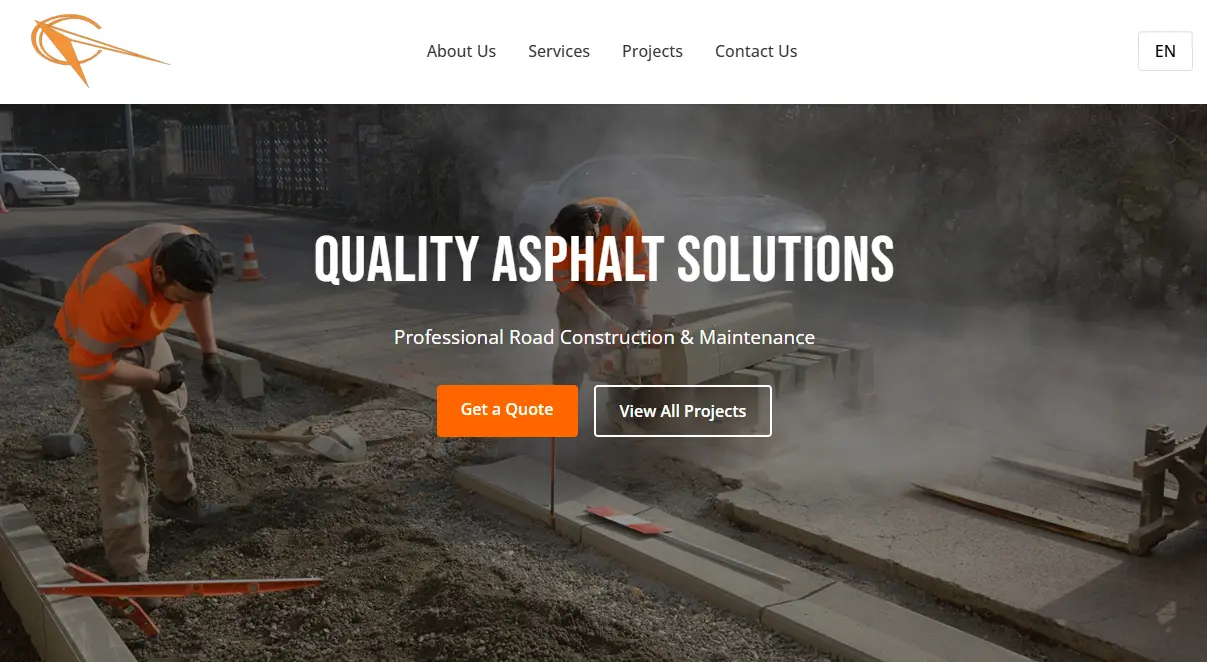 About Us
Services
Projects
Contact Us
EN
QUALITY ASPHALT SOLUTIONS
Professional Road Construction & Maintenance
Get a Quote
View All Projects